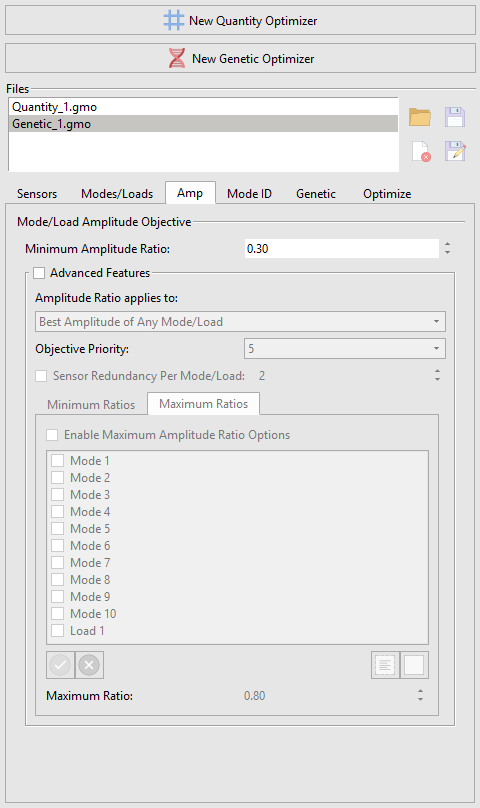 New Quantity Optimizer
New Genetic Optimizer
Files
Quantity_1.gmo
Genetic_1.gmo
Sensors Modes/Loads Amp Mode ID Genetic Optimize
Mode/Load Amplitude Objective
Minimum Amplitude Ratio: 0.30
Advanced Features
Amplitude Ratio applies to:
Best Amplitude of Any Mode/Load
Objective Priority: 5
Sensor Redundancy Per Mode/Load: 2
Minimum Ratios Maximum Ratios
Enable Maximum Amplitude Ratio Options
Mode 1
Mode 2
Mode 3
Mode 4
Mode 5
Mode 6
Mode 7
Mode 8
Mode 9
Mode 10
Load 1
Maximum Ratio: 0.80